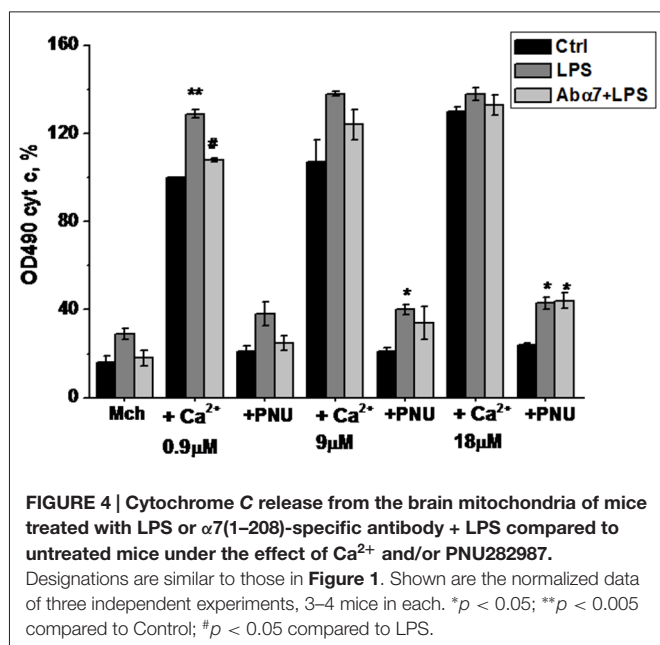 160
120
80
40
0
OD490 cyt c, %
Ctrl
LPS
Abα7+LPS
**
#
*
* *
Mch + Ca²⁺ +PNU + Ca²⁺ +PNU + Ca²⁺ +PNU
0.9µM 9µM 18µM
FIGURE 4 | Cytochrome C release from the brain mitochondria of mice
treated with LPS or α7(1–208)-specific antibody + LPS compared to
untreated mice under the effect of Ca²⁺ and/or PNU282987.
Designations are similar to those in Figure 1. Shown are the normalized data
of three independent experiments, 3–4 mice in each. *p < 0.05; **p < 0.005
compared to Control; #p < 0.05 compared to LPS.